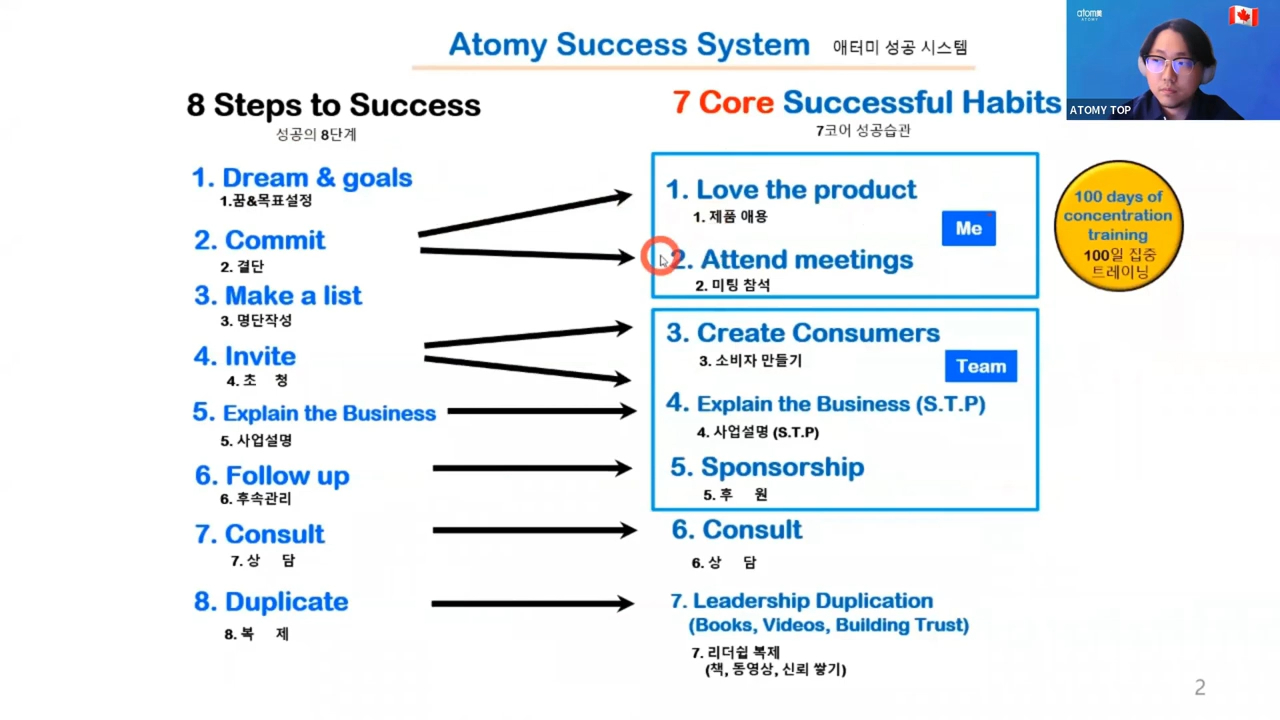 Atomy Success System 애터미 성공 시스템
atom美
ATOMY
ATOMY TOP
8 Steps to Success
성공의 8단계
1. Dream & goals
1.꿈&목표설정
2. Commit
2. 결단
3. Make a list
3. 명단작성
4. Invite
4. 초 청
5. Explain the Business
5. 사업설명
6. Follow up
6. 후속관리
7. Consult
7. 상 담
8. Duplicate
8. 복 제
7 Core Successful Habits
7코어 성공습관
1. Love the product
1. 제품 애용
Me
2. Attend meetings
2. 미팅 참석
3. Create Consumers
3. 소비자 만들기
Team
4. Explain the Business (S.T.P)
4. 사업설명 (S.T.P)
5. Sponsorship
5. 후 원
6. Consult
6. 상 담
7. Leadership Duplication
(Books, Videos, Building Trust)
7. 리더쉽 복제
(책, 동영상, 신뢰 쌓기)
100 days of
concentration
training
100일 집중
트레이닝
2